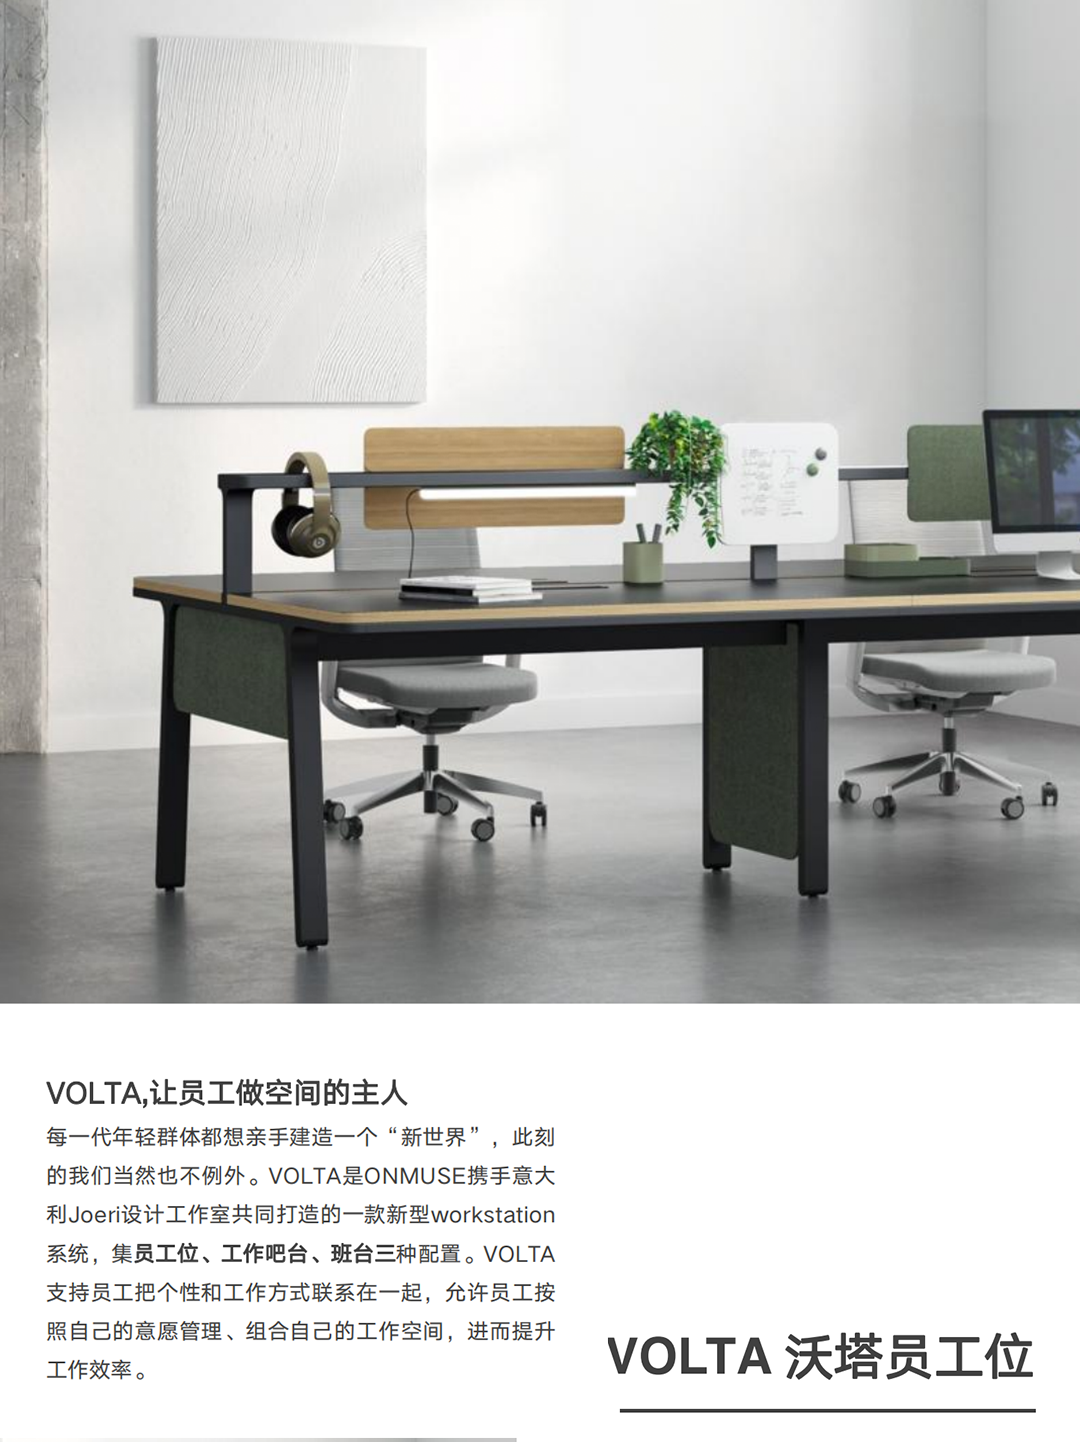 VOLTA,让员工做空间的主人
每一代年轻群体都想亲手建造一个“新世界”，此刻
的我们当然也不例外。VOLTA是ONMUSE携手意大
利Joeri设计工作室共同打造的一款新型workstation
系统，集员工位、工作吧台、班台三种配置。VOLTA
支持员工把个性和工作方式联系在一起，允许员工按
照自己的意愿管理、组合自己的工作空间，进而提升
工作效率。
VOLTA 沃塔员工位